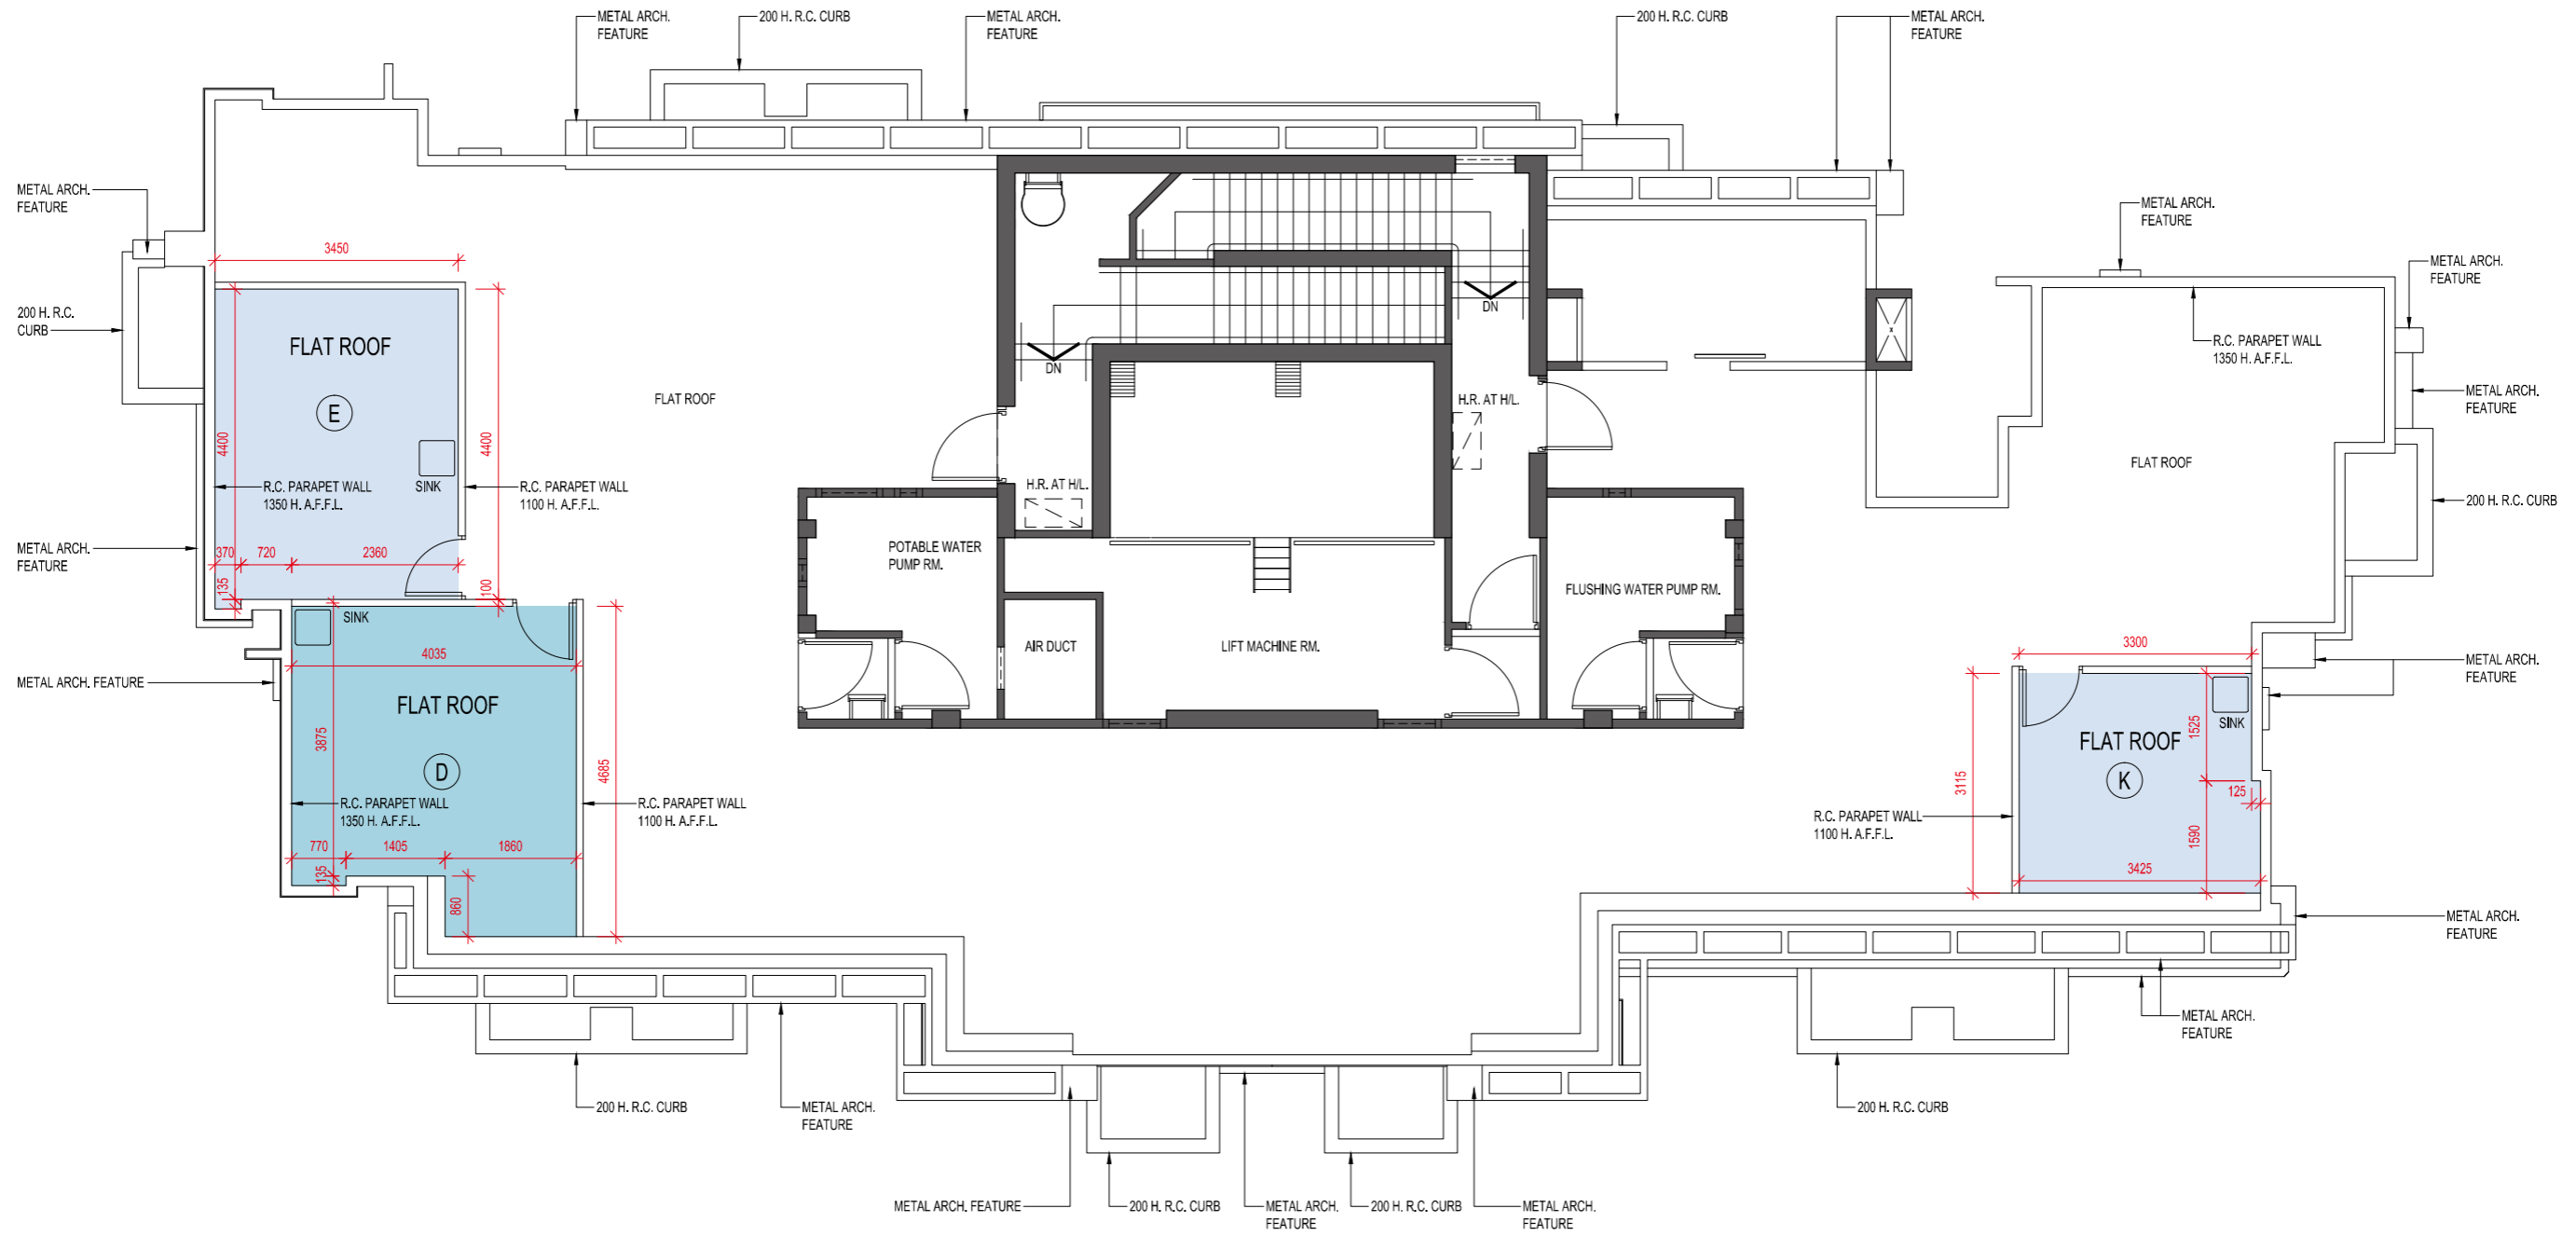 METAL ARCH.
FEATURE
200 H. R.C. CURB
METAL ARCH.
FEATURE
200 H. R.C. CURB
METAL ARCH.
FEATURE
METAL ARCH.
FEATURE
METAL ARCH.
FEATURE
METAL ARCH.
FEATURE
3450
200 H. R.C.
CURB
FLAT ROOF
E
4400
4400
SINK
R.C. PARAPET WALL
1350 H. A.F.F.L.
R.C. PARAPET WALL
1100 H. A.F.F.L.
METAL ARCH.
FEATURE
370
720
2360
135
100
FLAT ROOF
DN
DN
H.R. AT H/L.
H.R. AT H/L.
POTABLE WATER
PUMP RM.
FLUSHING WATER PUMP RM.
AIR DUCT
LIFT MACHINE RM.
R.C. PARAPET WALL
1350 H. A.F.F.L.
METAL ARCH.
FEATURE
FLAT ROOF
200 H. R.C. CURB
SINK
4035
METAL ARCH. FEATURE
FLAT ROOF
D
3875
4685
R.C. PARAPET WALL
1350 H. A.F.F.L.
R.C. PARAPET WALL
1100 H. A.F.F.L.
770
1405
1860
135
860
3300
METAL ARCH.
FEATURE
SINK
1525
FLAT ROOF
K
3115
125
R.C. PARAPET WALL
1100 H. A.F.F.L.
1590
3425
METAL ARCH.
FEATURE
METAL ARCH.
FEATURE
200 H. R.C. CURB
METAL ARCH.
FEATURE
200 H. R.C. CURB
METAL ARCH. FEATURE
200 H. R.C. CURB
METAL ARCH.
FEATURE
200 H. R.C. CURB
METAL ARCH.
FEATURE